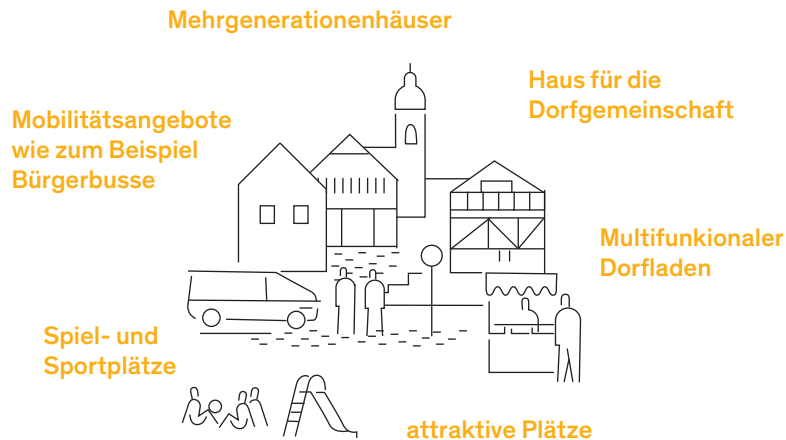 Mehrgenerationenhäuser
Haus für die
Dorfgemeinschaft
Mobilitätsangebote
wie zum Beispiel
Bürgerbusse
Multifunkionaler
Dorfladen
Spiel- und
Sportplätze
attraktive Plätze